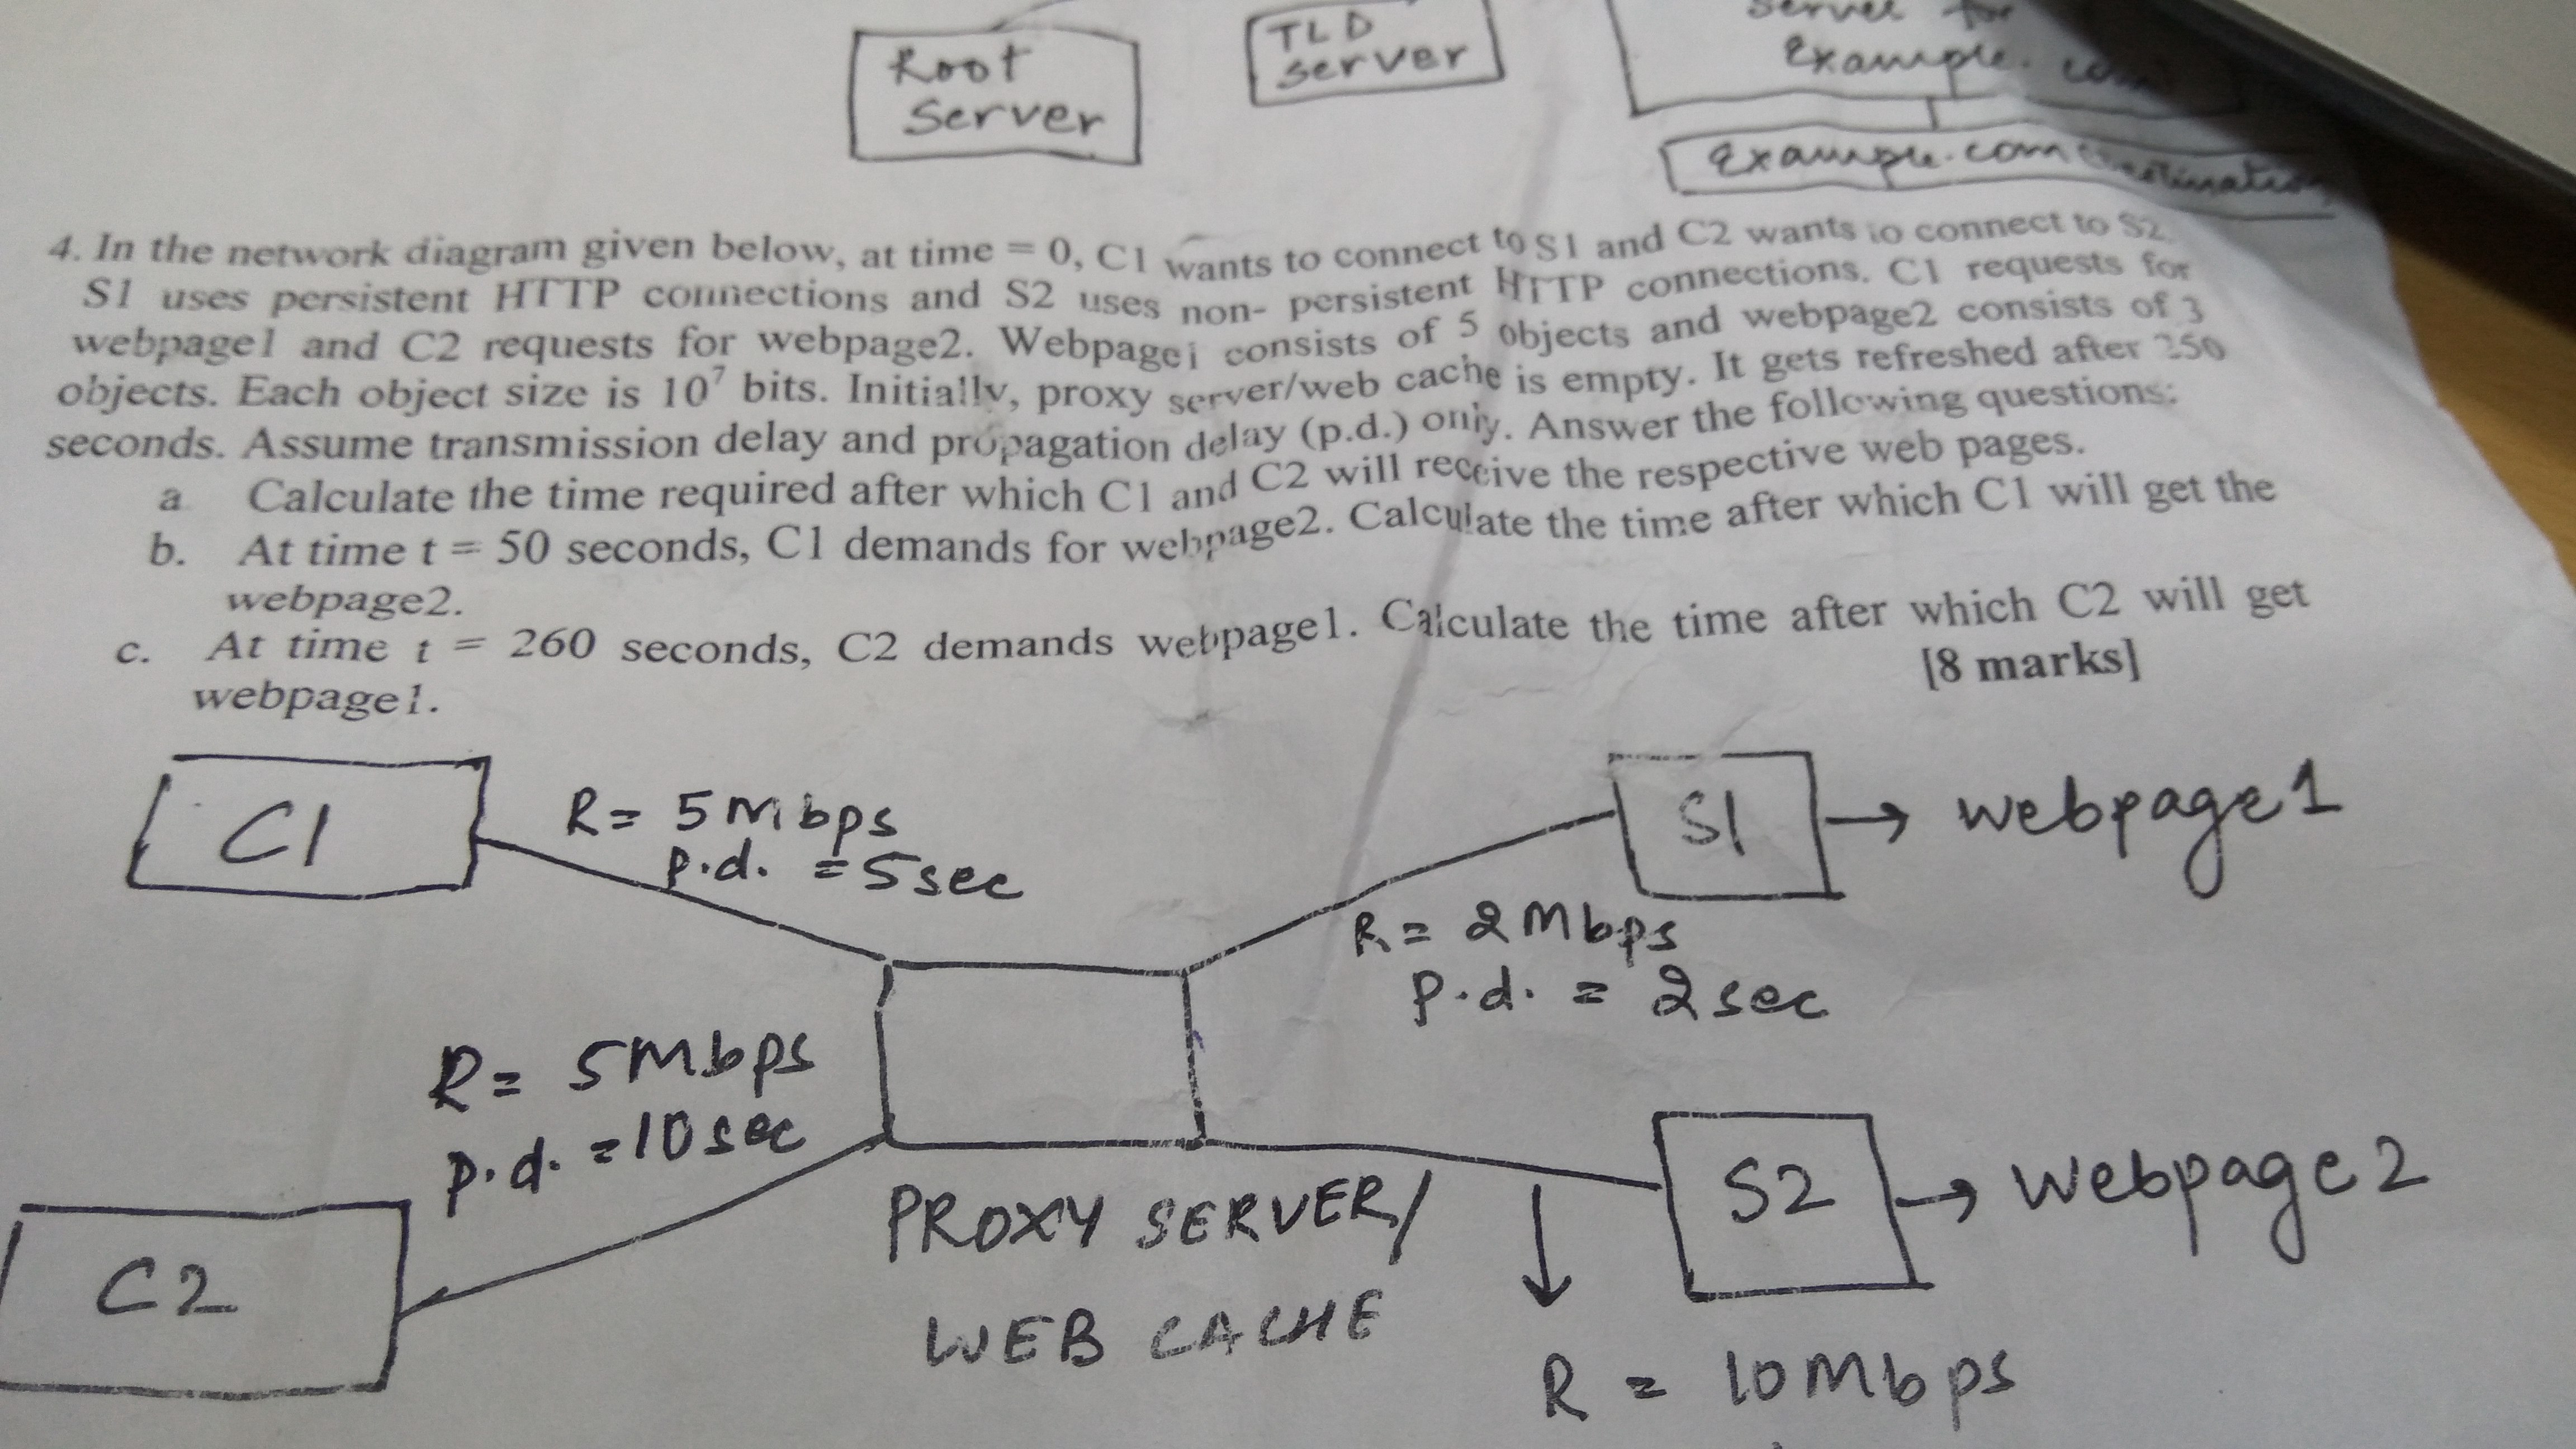 Root
Server
TLD
server
Server for
Example.
Example.com
4. In the network diagram given below, at time = 0, C1 wants to connect to S1 and C2 wants to connect to S2.
S1 uses persistent HTTP connections and S2 uses non- persistent HTTP connections. C1 requests for
webpage1 and C2 requests for webpage2. Webpage1 consists of 5 objects and webpage2 consists of 3
objects. Each object size is 10⁷ bits. Initially, proxy server/web cache is empty. It gets refreshed after 250
seconds. Assume transmission delay and propagation delay (p.d.) only. Answer the following questions:
a. Calculate the time required after which C1 and C2 will receive the respective web pages.
b. At time t = 50 seconds, C1 demands for webpage2. Calculate the time after which C1 will get the
webpage2.
c. At time t = 260 seconds, C2 demands webpage1. Calculate the time after which C2 will get
webpage1.
[8 marks]
C1
R= 5Mbps
p.d. =5sec
S1 → webpage1
R= 2Mbps
p.d. = 2sec
R= 5Mbps
p.d. =10sec
C2
PROXY SERVER/
WEB CACHE
S2 → webpage2
R = 10Mbps